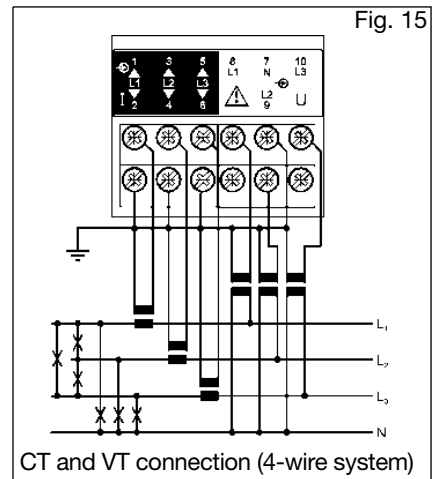 Fig. 15
1 3 5 8 7 10
L1 N L3
L1 L2 L3
I U
L2
2 4 6 9
L1
L2
L3
N
CT and VT connection (4-wire system)